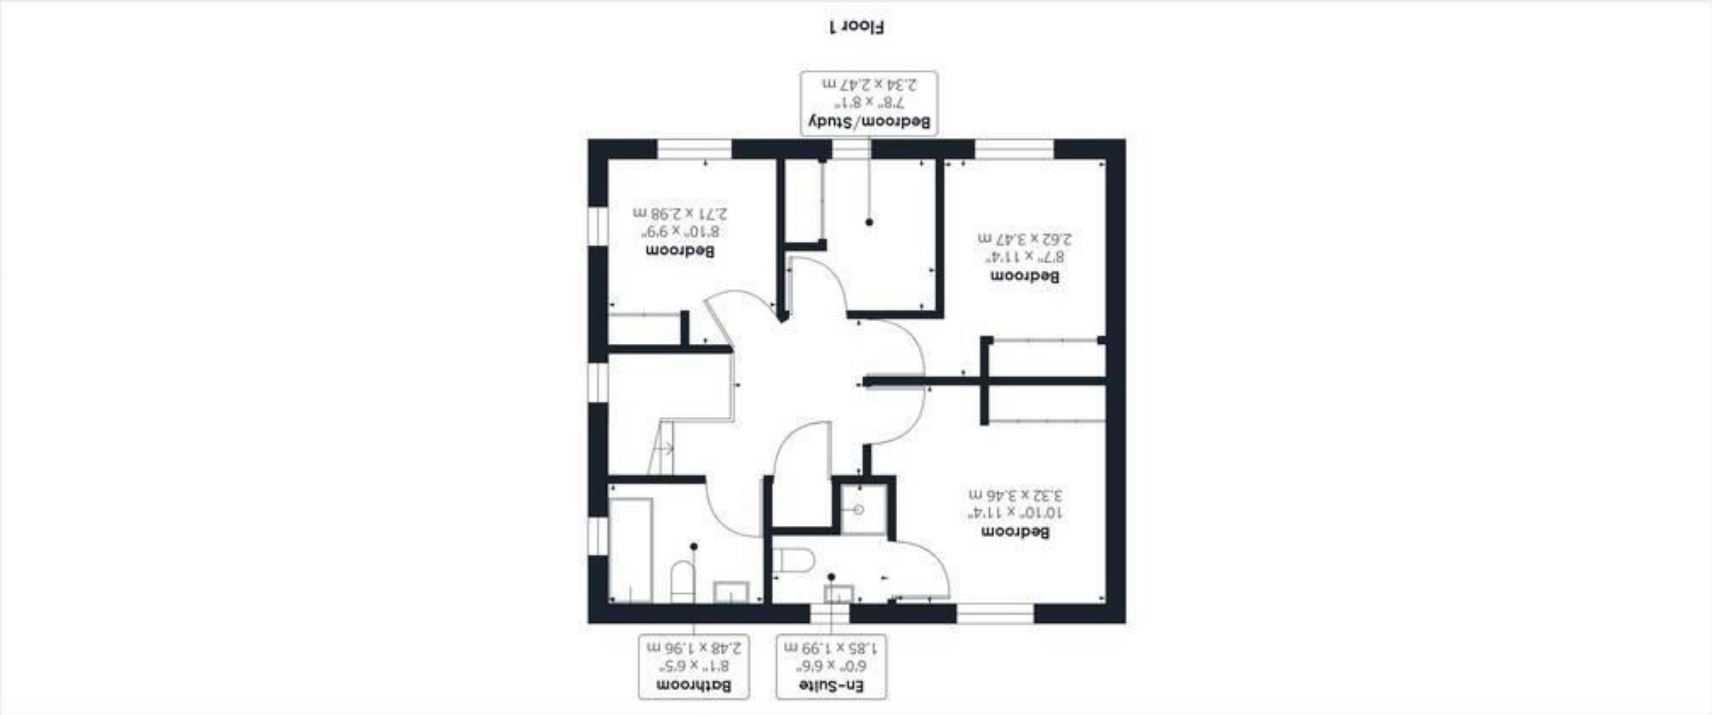 En-Suite
6'0" x 6'6"
1.85 x 1.99 m
Bathroom
8'1" x 6'5"
2.48 x 1.96 m
Bedroom
10'10" x 11'4"
3.32 x 3.46 m
Bedroom
8'7" x 11'4"
2.62 x 3.47 m
Bedroom
8'10" x 9'9"
2.71 x 2.98 m
Bedroom/Study
7'8" x 8'1"
2.34 x 2.47 m
Floor 1